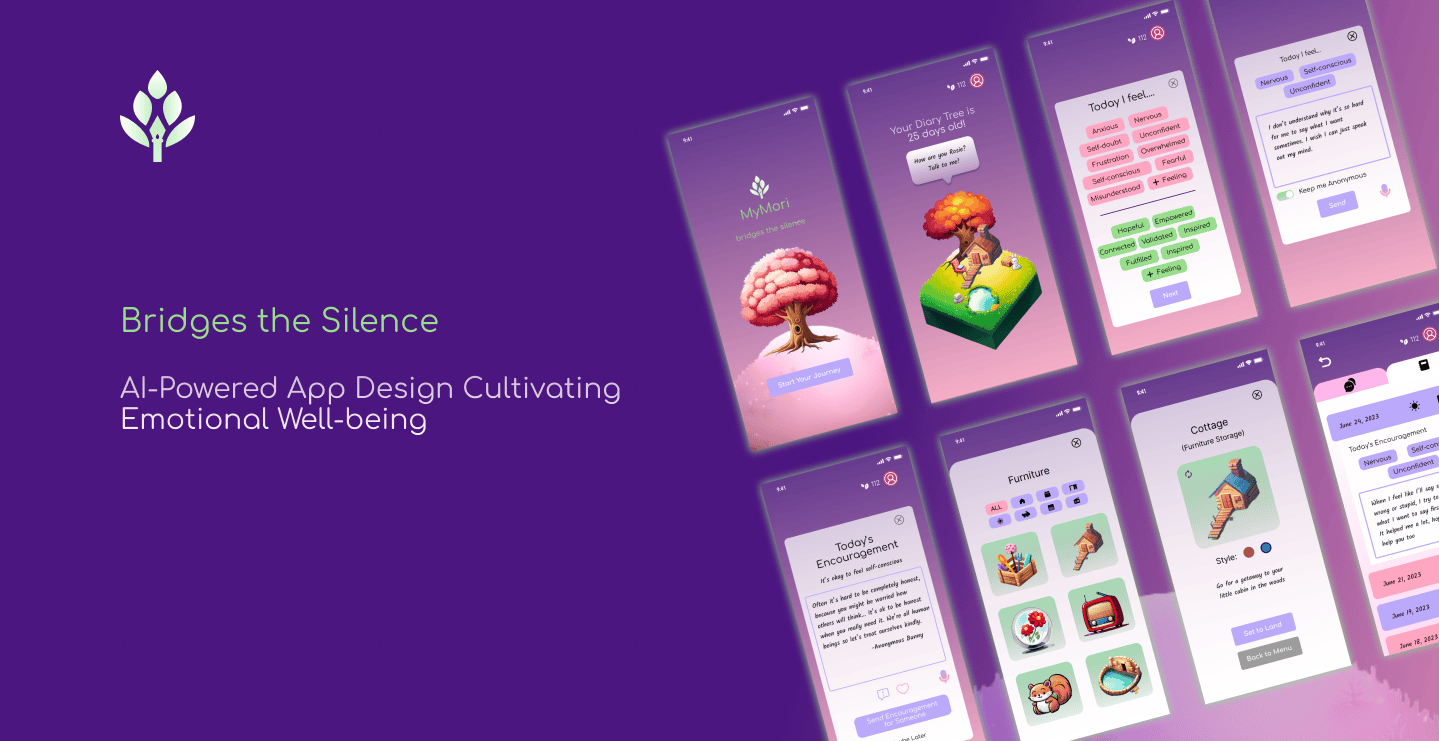 Bridges the Silence
AI-Powered App Design Cultivating
Emotional Well-being
9:41
MyMori
bridges the silence
Start Your Journey
9:41
112
Your Diary Tree is
25 days old!
How are you Rosie?
Talk to me!
9:41
112
Today I feel....
Anxious
Nervous
Self-doubt
Unconfident
Frustration
Overwhelmed
Self-conscious
Fearful
Misunderstood
+ Feeling
Hopeful
Empowered
Connected
Validated
Inspired
Fulfilled
Inspired
+ Feeling
Next
Today I feel...
Nervous
Self-conscious
Unconfident
I don't understand why it's so hard
for me to say what I want
sometimes. I wish I can just speak
out my mind.
Keep me Anonymous
Send
9:41
112
Today's
Encouragement
It's okay to feel self-conscious
Often it's hard to be completely honest,
because you might be worried how
others will think... It's ok to be honest
when you really need it. We're all human
beings so let's treat ourselves kindly.
-Anonymous Bunny
Send Encouragement
for Someone
Later
9:41
Furniture
ALL
9:41
Cottage
(Furniture Storage)
Style:
Go for a getaway to your
little cabin in the woods
Set to Land
Back to Menu
9:41
112
June 24, 2023
Today's Encouragement
Nervous
Self-con
Unconfident
When I feel like I'll say s
wrong or stupid, I try to
what I want to say firs
It helped me a lot, ho
help you too
June 21, 2023
June 19, 2023
June 18, 2023